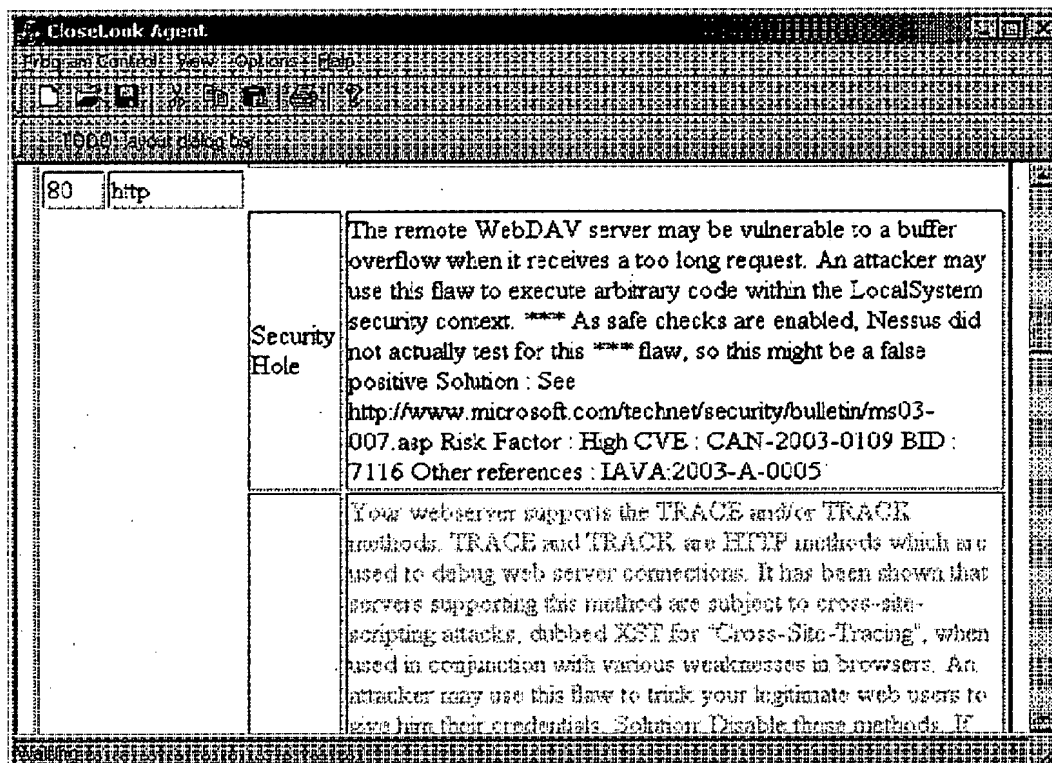 CloseLook Agent
Program Control View Options Help
80 http
The remote WebDAV server may be vulnerable to a buffer
overflow when it receives a too long request. An attacker may
use this flaw to execute arbitrary code within the LocalSystem
security context. **** As safe checks are enabled, Nessus did
not actually test for this **** flaw, so this might be a false
positive Solution : See
http://www.microsoft.com/technet/security/bulletin/ms03-
007.asp Risk Factor : High CVE : CAN-2003-0109 BID :
7116 Other references : IAVA:2003-A-0005
Security
Hole
Your webserver supports the TRACE and/or TRACK
methods. TRACE and TRACK are HTTP methods which are
used to debug web server connections. It has been shown that
servers supporting this method are subject to cross-site-
scripting attacks, dubbed XST for "Cross-Site-Tracing", when
used in conjunction with various weaknesses in browsers. An
attacker may use this flaw to trick your legitimate web users to
give him their credentials. Solution: Disable these methods. If